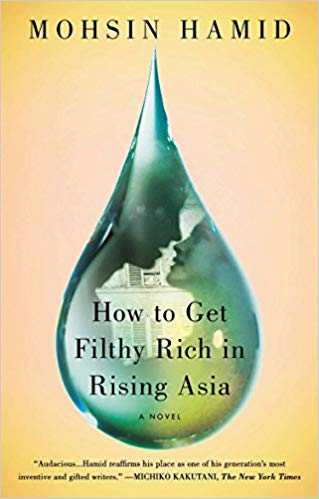 MOHSIN HAMID
How to Get
Filthy Rich in
Rising Asia
A NOVEL
"Audacious...Hamid reaffirms his place as one of his generation's most
inventive and gifted writers."—MICHIKO KAKUTANI, The New York Times